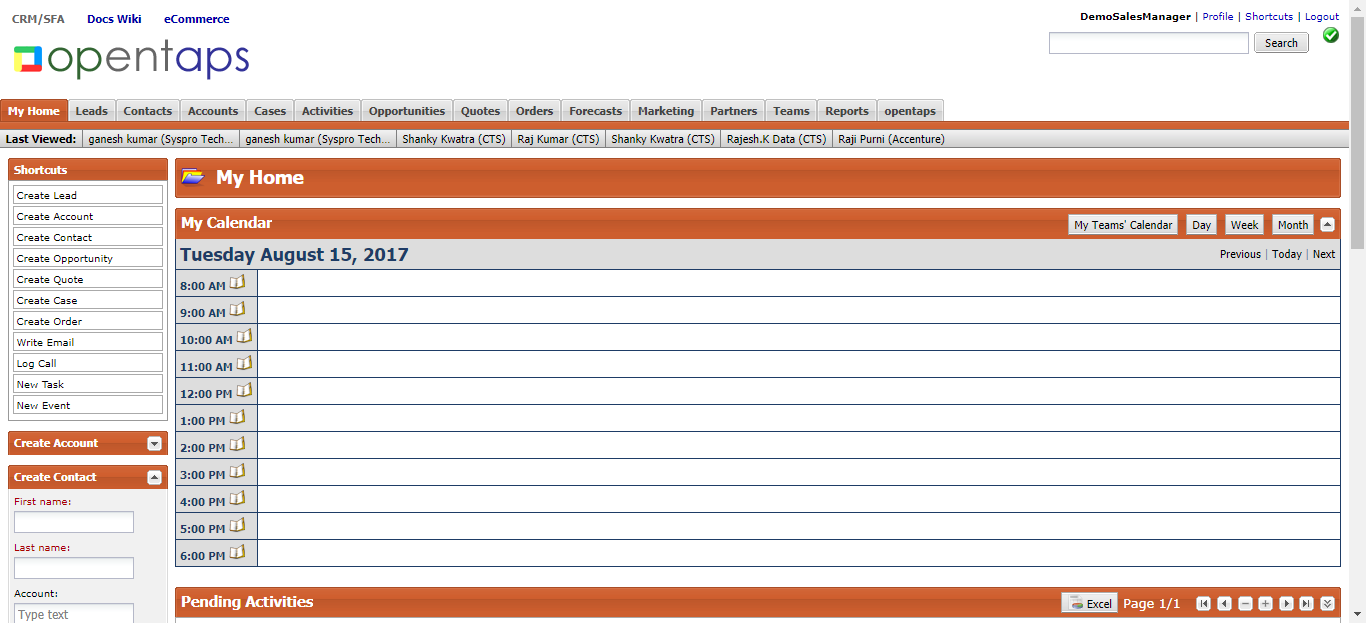 CRM/SFA Docs Wiki eCommerce
DemoSalesManager | Profile | Shortcuts | Logout
opentaps
Search
My Home Leads Contacts Accounts Cases Activities Opportunities Quotes Orders Forecasts Marketing Partners Teams Reports opentaps
Last Viewed: ganesh kumar (Syspro Tech... ganesh kumar (Syspro Tech... Shanky Kwatra (CTS) Raj Kumar (CTS) Shanky Kwatra (CTS) Rajesh.K Data (CTS) Raji Purni (Accenture)
Shortcuts
Create Lead
Create Account
Create Contact
Create Opportunity
Create Quote
Create Case
Create Order
Write Email
Log Call
New Task
New Event
Create Account
Create Contact
First name:
Last name:
Account:
Type text
My Home
My Calendar My Teams' Calendar Day Week Month
Tuesday August 15, 2017 Previous | Today | Next
8:00 AM
9:00 AM
10:00 AM
11:00 AM
12:00 PM
1:00 PM
2:00 PM
3:00 PM
4:00 PM
5:00 PM
6:00 PM
Pending Activities Excel Page 1/1